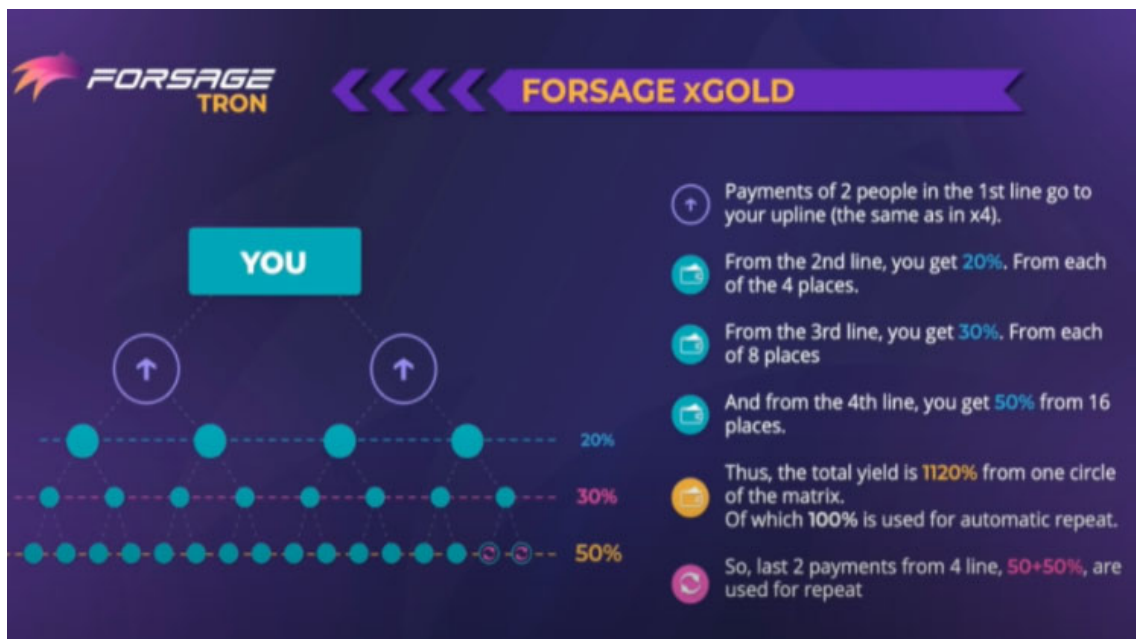 FORSAGE
TRON
FORSAGE xGOLD
YOU
20%
30%
50%
Payments of 2 people in the 1st line go to
your upline (the same as in x4).
From the 2nd line, you get 20%. From each
of the 4 places.
From the 3rd line, you get 30%. From each
of 8 places
And from the 4th line, you get 50% from 16
places.
Thus, the total yield is 1120% from one circle
of the matrix.
Of which 100% is used for automatic repeat.
So, last 2 payments from 4 line, 50+50%, are
used for repeat